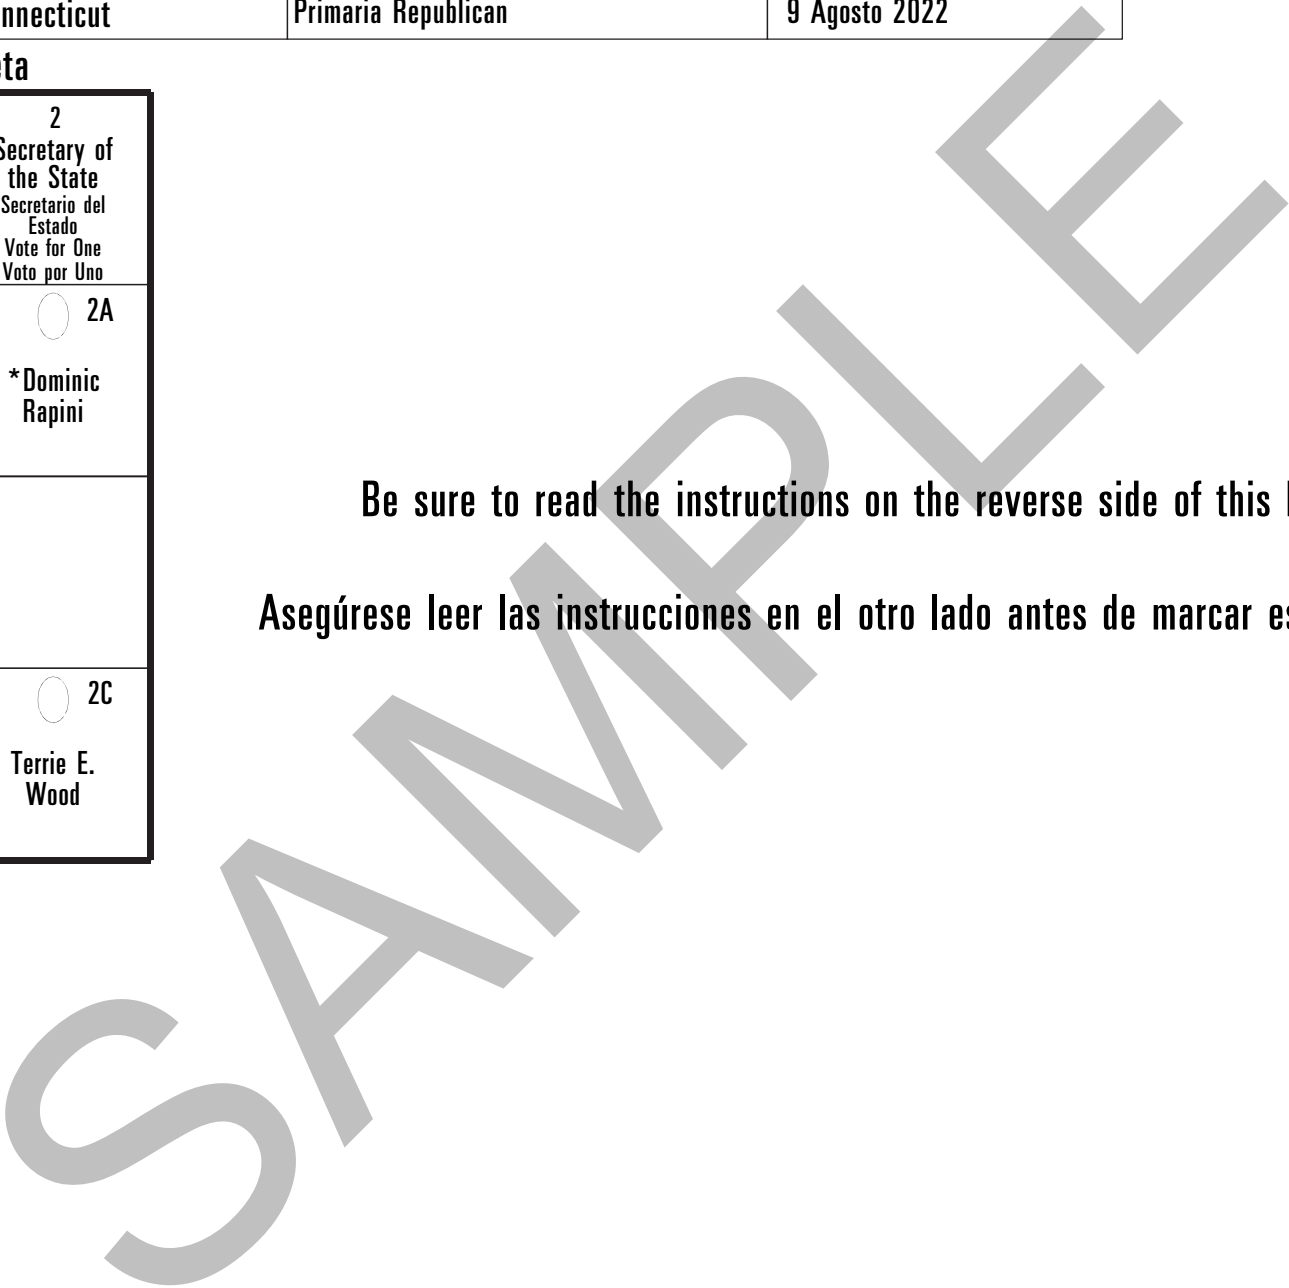 nnecticut
Primaria Republican
9 Agosto 2022
eta
2
Secretary of
the State
Secretario del
Estado
Vote for One
Voto por Uno
2A
*Dominic
Rapini
2C
Terrie E.
Wood
Be sure to read the instructions on the reverse side of this
Asegúrese leer las instrucciones en el otro lado antes de marcar es
SAMPLE